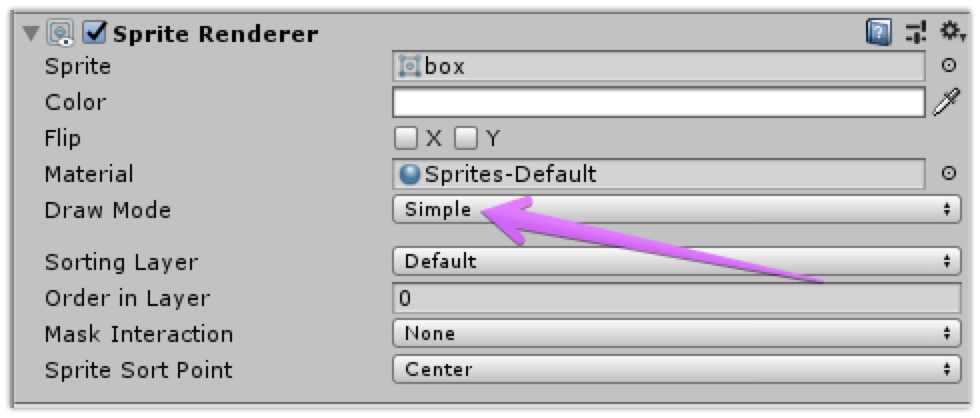 Sprite Renderer
Sprite box
Color
Flip X Y
Material Sprites-Default
Draw Mode Simple
Sorting Layer Default
Order in Layer 0
Mask Interaction None
Sprite Sort Point Center